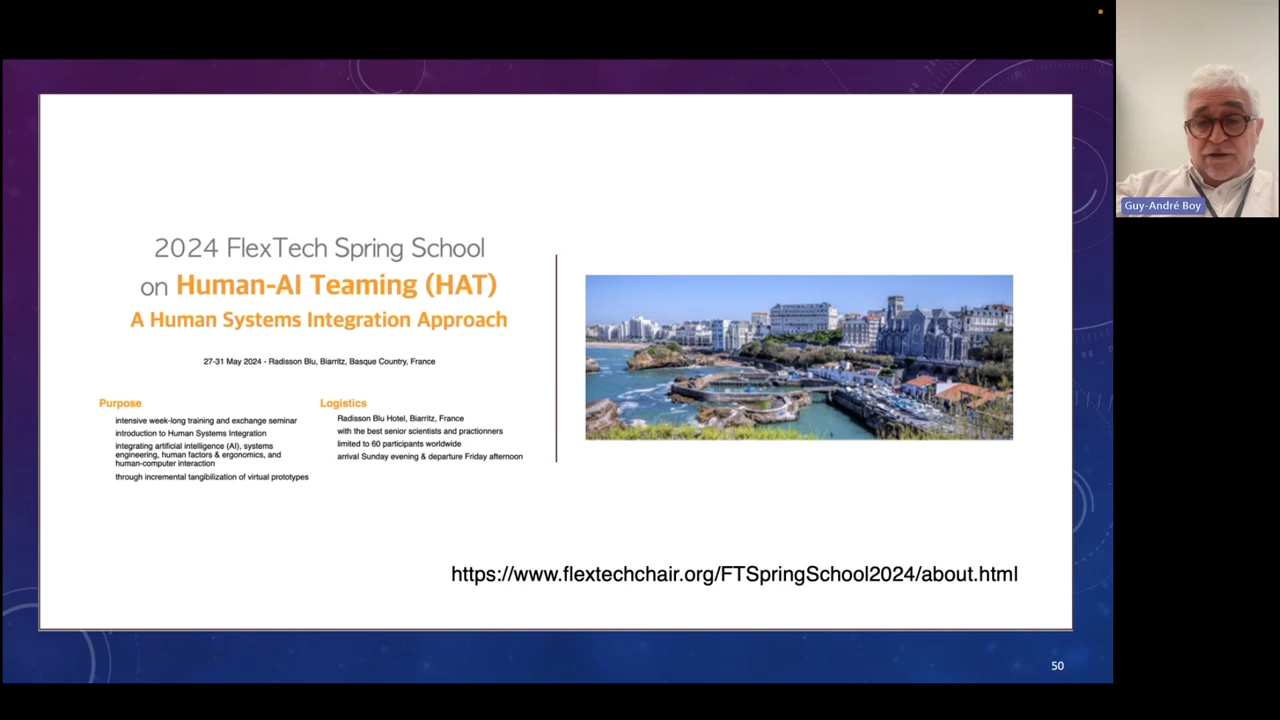 2024 FlexTech Spring School
on Human-AI Teaming (HAT)
A Human Systems Integration Approach
27-31 May 2024 - Radisson Blu, Biarritz, Basque Country, France
Purpose
intensive week-long training and exchange seminar
introduction to Human Systems Integration
integrating artificial intelligence (AI), systems
engineering, human factors & ergonomics, and
human-computer interaction
through incremental tangibilization of virtual prototypes
Logistics
Radisson Blu Hotel, Biarritz, France
with the best senior scientists and practionners
limited to 60 participants worldwide
arrival Sunday evening & departure Friday afternoon
https://www.flextechchair.org/FTSpringSchool2024/about.html
50
Guy-André Boy